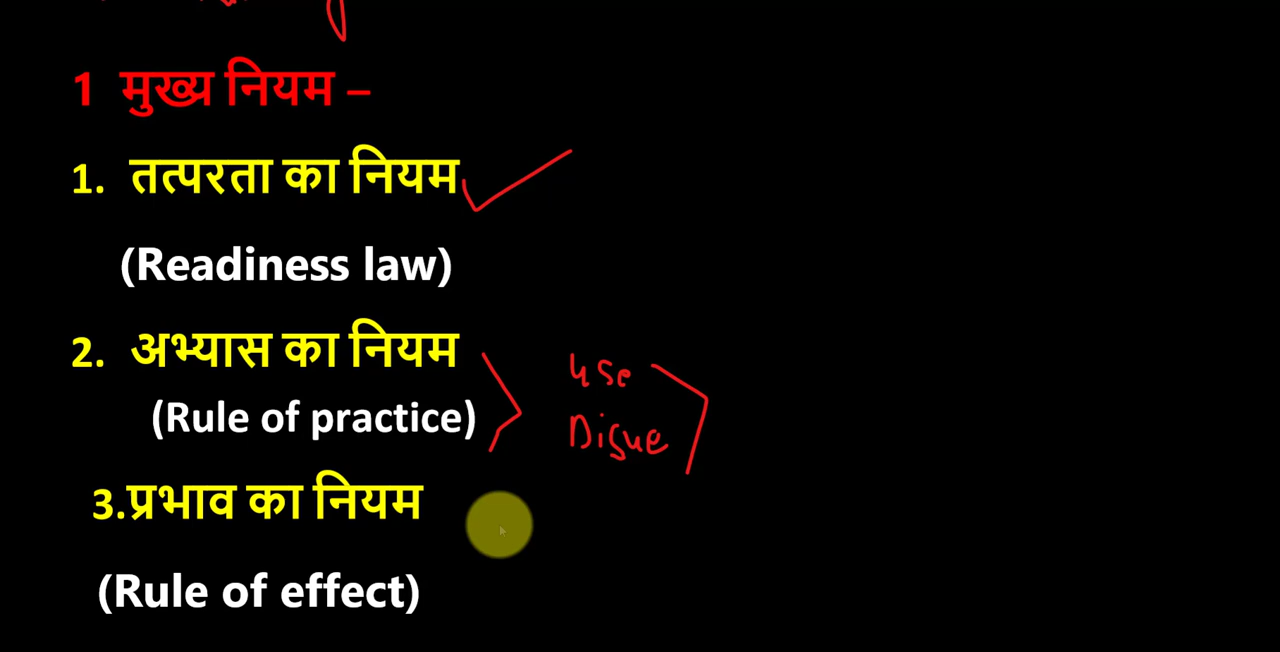 1 मुख्य नियम –
1. तत्परता का नियम
(Readiness law)
2. अभ्यास का नियम
use
(Rule of practice)
Disue
3.प्रभाव का नियम
(Rule of effect)